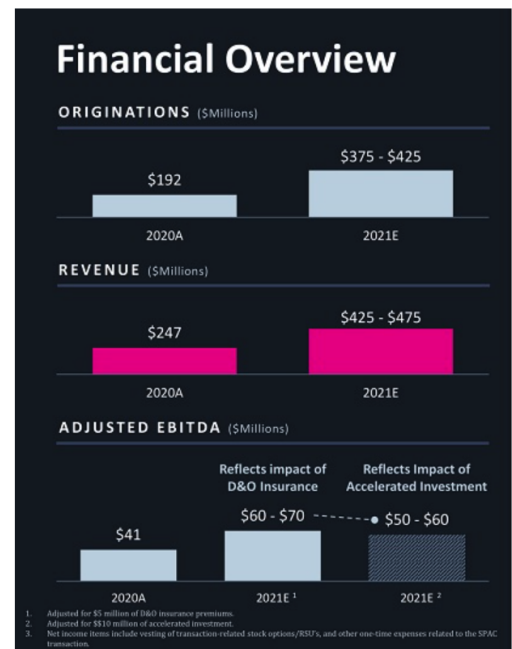 Financial Overview
ORIGINATIONS ($Millions)
$192
$375 - $425
2020A
2021E
REVENUE ($Millions)
$247
$425 - $475
2020A
2021E
ADJUSTED EBITDA ($Millions)
Reflects impact of
D&O Insurance
Reflects Impact of
Accelerated Investment
$41
$60 - $70
$50 - $60
2020A
2021E 1
2021E 2
1. Adjusted for $5 million of D&O insurance premiums.
2. Adjusted for $$10 million of accelerated investment.
3. Net income items include vesting of transaction-related stock options/RSU's, and other one-time expenses related to the SPAC
transaction.